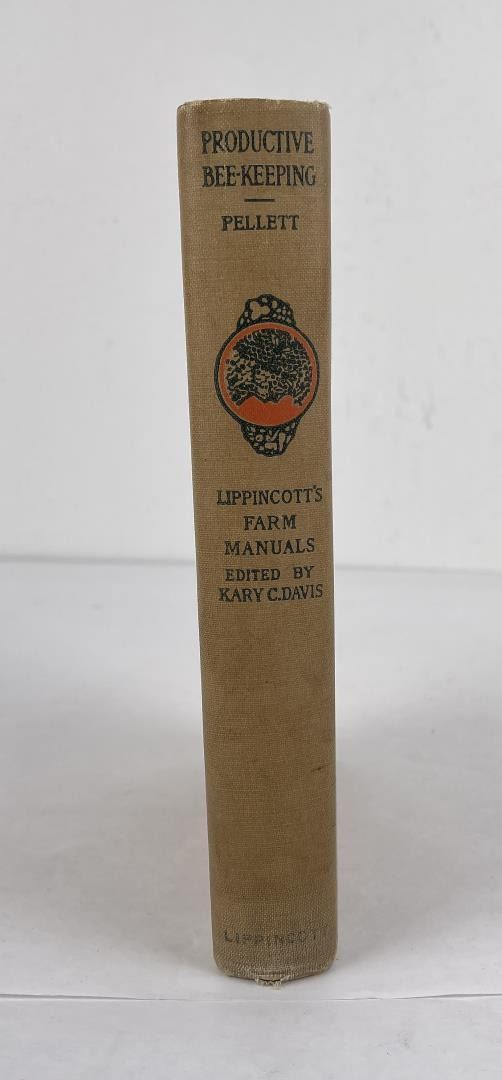 PRODUCTIVE
BEE-KEEPING
PELLETT
LIPPINCOTT'S
FARM
MANUALS
EDITED BY
KARY C. DAVIS
LIPPINCOTT